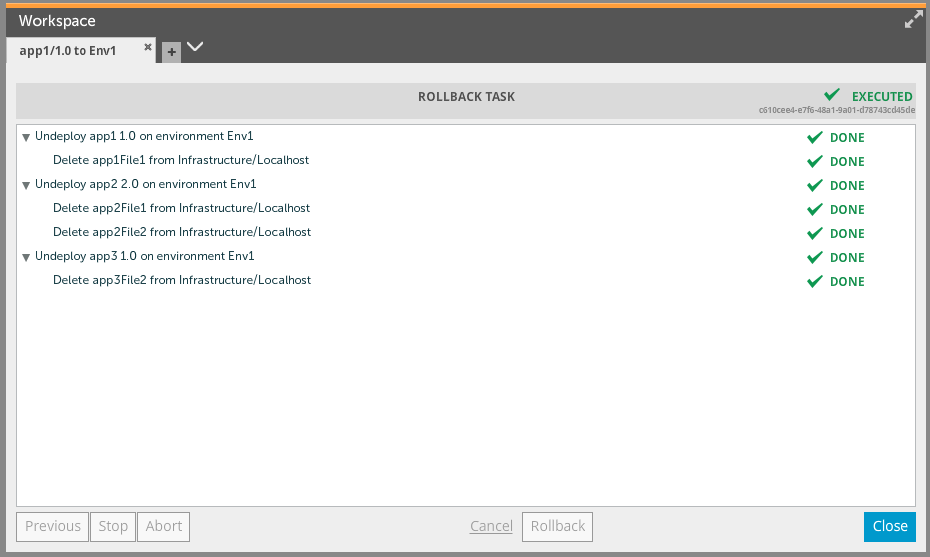 Workspace
app1/1.0 to Env1
ROLLBACK TASK
EXECUTED
c610cee4-e7f6-48a1-9a01-d78743cd45de
Undeploy app1 1.0 on environment Env1 DONE
Delete app1File1 from Infrastructure/Localhost DONE
Undeploy app2 2.0 on environment Env1 DONE
Delete app2File1 from Infrastructure/Localhost DONE
Delete app2File2 from Infrastructure/Localhost DONE
Undeploy app3 1.0 on environment Env1 DONE
Delete app3File2 from Infrastructure/Localhost DONE
Previous Stop Abort Cancel Rollback Close